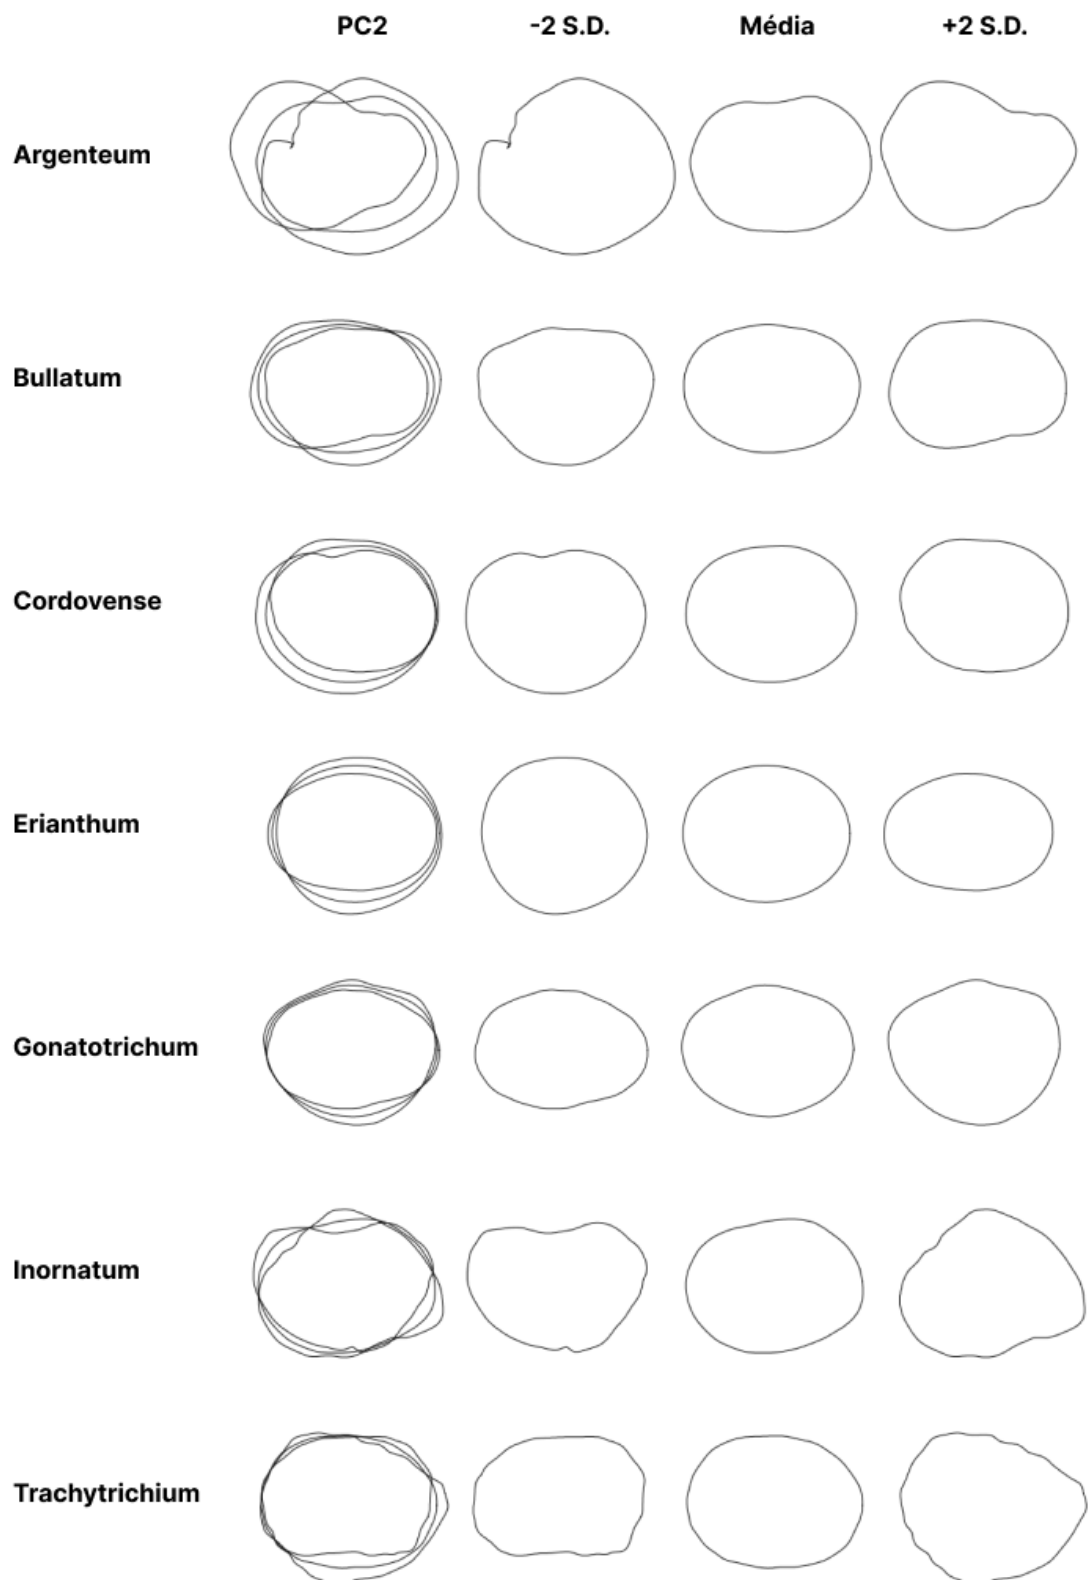 PC2 -2 S.D. Média +2 S.D.
Argenteum
Bullatum
Cordovense
Erianthum
Gonatotrichum
Inornatum
Trachytrichium